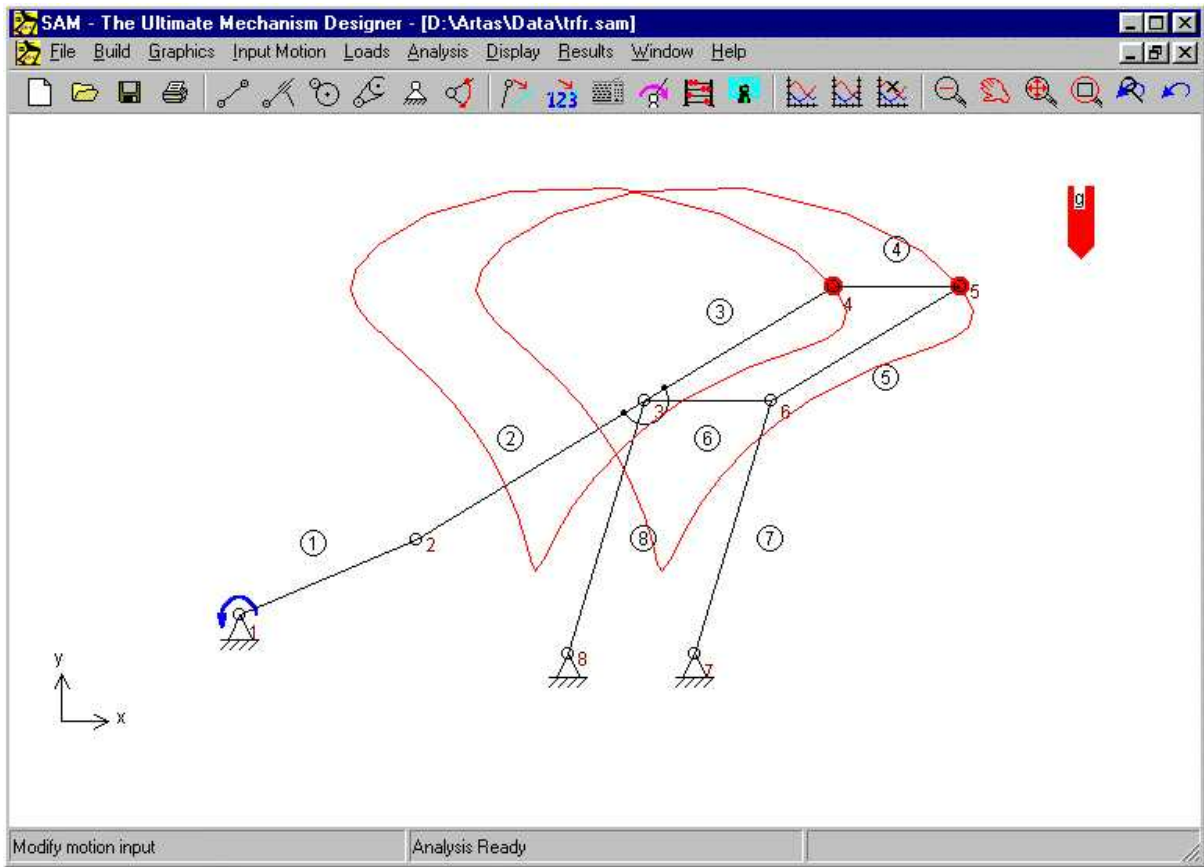 SAM - The Ultimate Mechanism Designer - [D:\Artas\Data\trfr.sam]
File Build Graphics Input Motion Loads Analysis Display Results Window Help
123
g
4
5
4
3
5
3
6
2
6
8
7
1
2
1
8
7
y
x
Modify motion input Analysis Ready